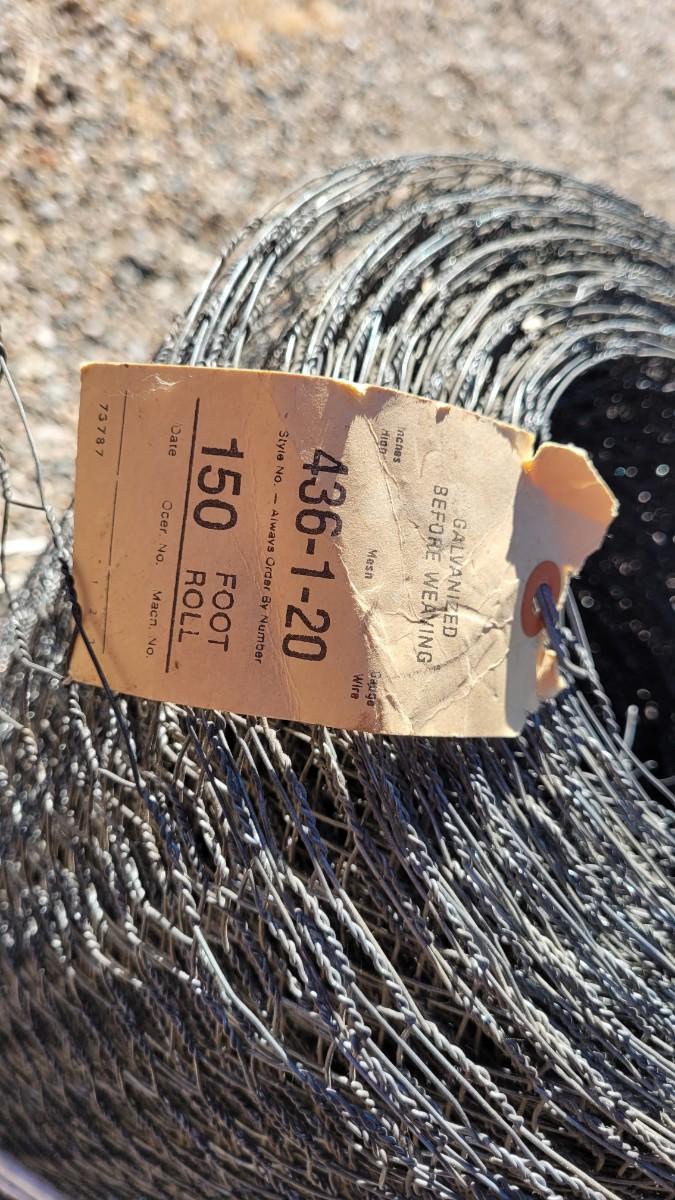 GALVANIZED
BEFORE WEAVING
Inches Mesh Gauge
High Wire
436-1-20
Style No. — Always Order By Number
150 FOOT
ROLL
Date Oper. No. Mach. No.
73787